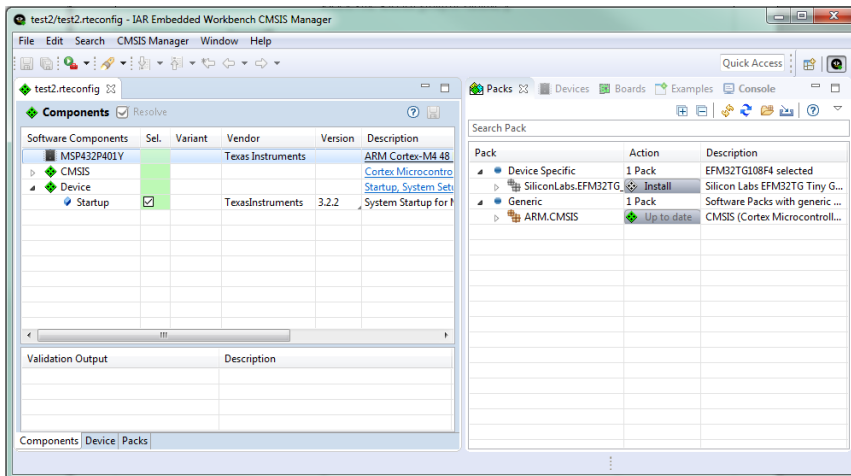 test2/test2.rteconfig - IAR Embedded Workbench CMSIS Manager
File Edit Search CMSIS Manager Window Help
Quick Access
test2.rteconfig
Components Resolve
Software Components Sel. Variant Vendor Version Description
MSP432P401Y Texas Instruments ARM Cortex-M4 48
CMSIS Cortex Microcontro
Device Startup, System Setu
Startup TexasInstruments 3.2.2 System Startup for M
Validation Output Description
Components Device Packs
Packs Devices Boards Examples Console
Search Pack
Pack Action Description
Device Specific 1 Pack EFM32TG108F4 selected
SiliconLabs.EFM32TG_ Install Silicon Labs EFM32TG Tiny G...
Generic 1 Pack Software Packs with generic ...
ARM.CMSIS Up to date CMSIS (Cortex Microcontroll...